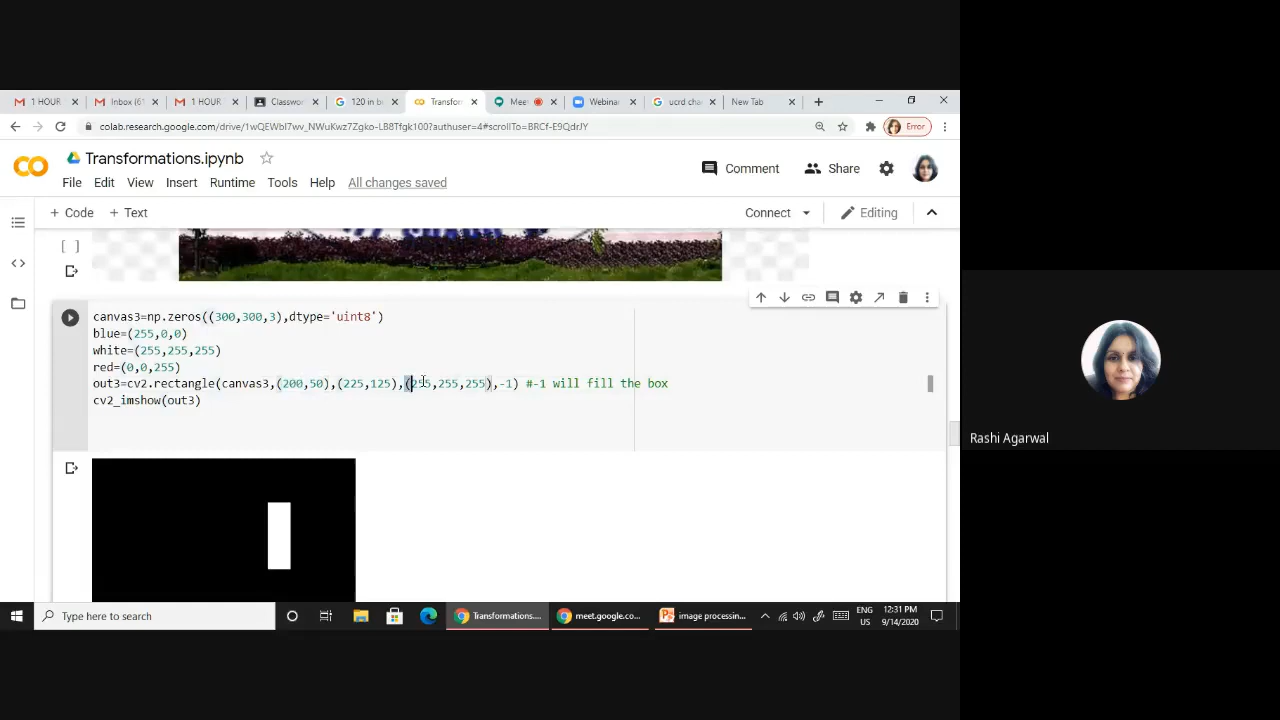 1 HOUR
Inbox (61
1 HOUR
Classwor
120 in bi
Transfor
Meet
Webinar
ucrd cha
New Tab
colab.research.google.com/drive/1wQEWbl7wv_NWuKwz7Zgko-LB8Tfgk100?authuser=4#scrollTo=BRCf-E9QdrJY
Error
Transformations.ipynb
Comment
Share
File Edit View Insert Runtime Tools Help All changes saved
+ Code + Text
Connect
Editing
[ ]
canvas3=np.zeros((300,300,3),dtype='uint8')
blue=(255,0,0)
white=(255,255,255)
red=(0,0,255)
out3=cv2.rectangle(canvas3,(200,50),(225,125),(255,255,255),-1) #-1 will fill the box
cv2_imshow(out3)
Rashi Agarwal
Type here to search
Transformations....
meet.google.co...
image processin...
ENG
US
12:31 PM
9/14/2020